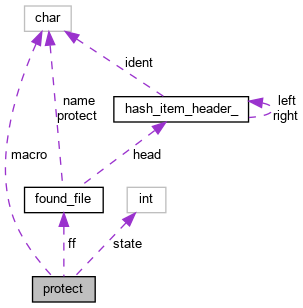 char
ident
name
protect
hash_item_header_
left
right
macro
head
found_file
int
ff
state
protect